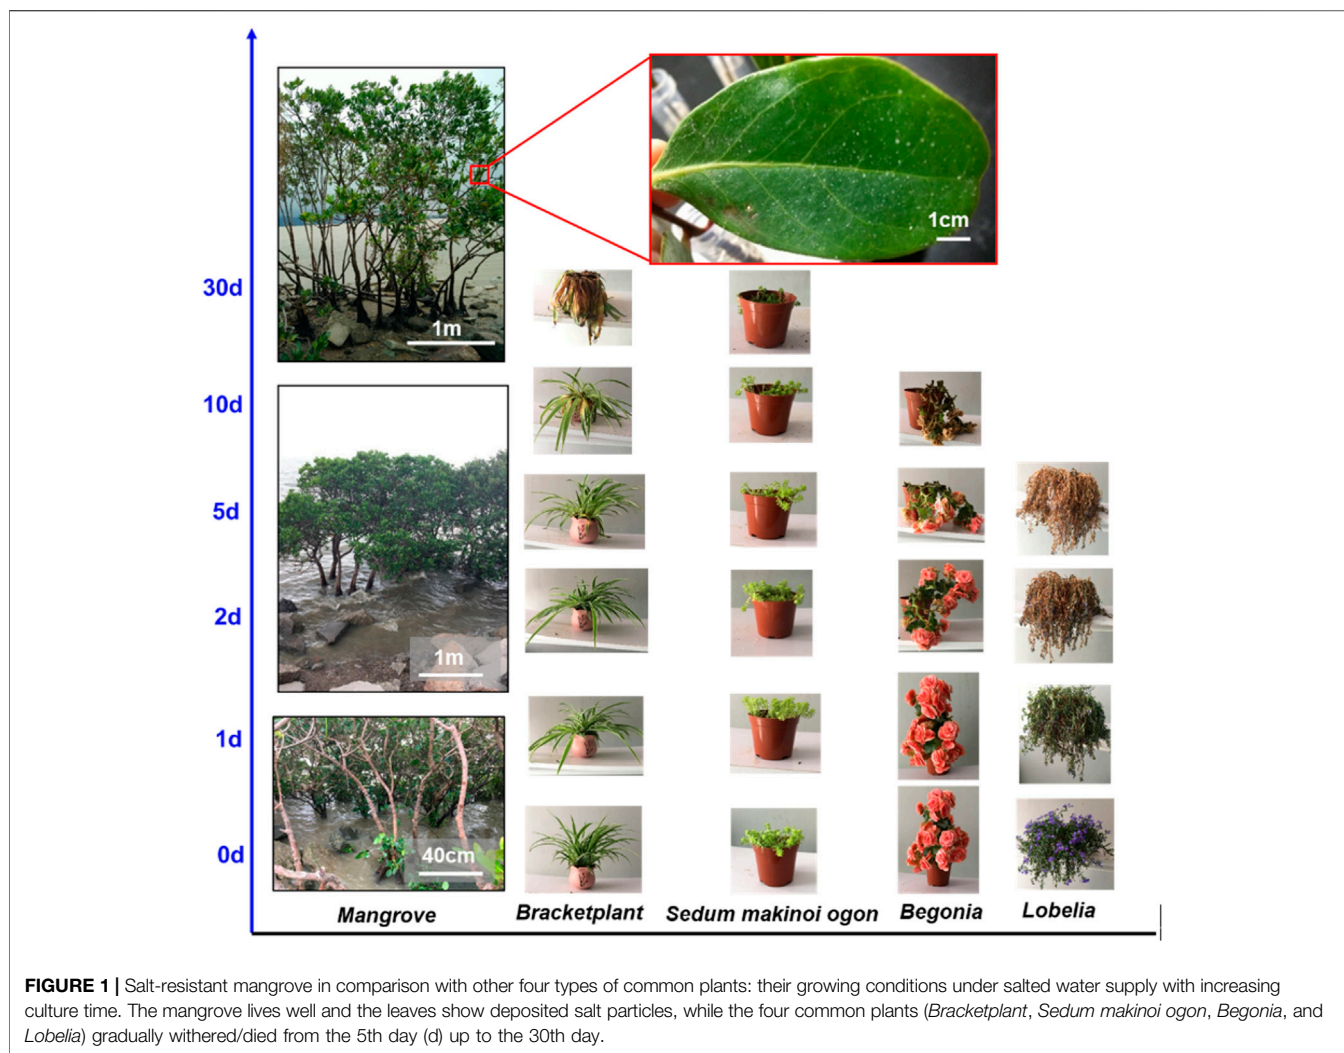 1cm
30d
1m
10d
5d
2d
1m
1d
0d
40cm
Mangrove
Bracketplant
Sedum makinoi ogon
Begonia
Lobelia
FIGURE 1 | Salt-resistant mangrove in comparison with other four types of common plants: their growing conditions under salted water supply with increasing
culture time. The mangrove lives well and the leaves show deposited salt particles, while the four common plants (Bracketplant, Sedum makinoi ogon, Begonia, and
Lobelia) gradually withered/died from the 5th day (d) up to the 30th day.